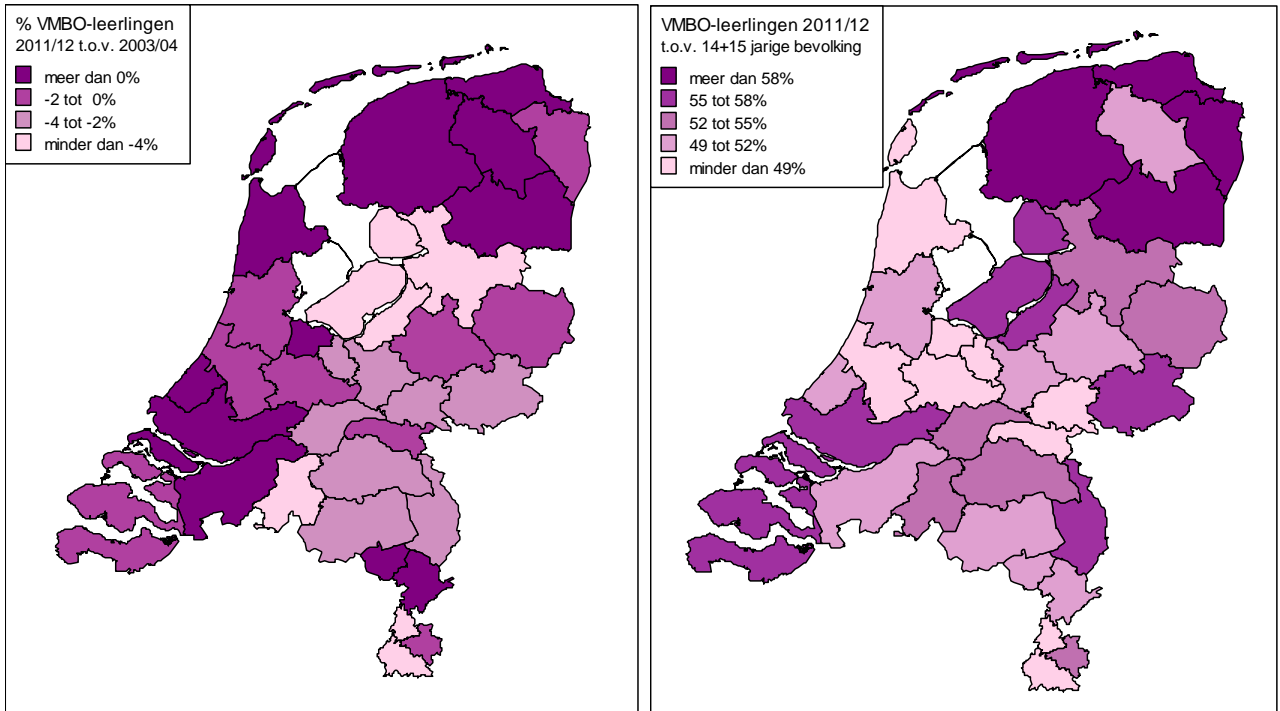 % VMBO-leerlingen
2011/12 t.o.v. 2003/04
meer dan 0%
-2 tot 0%
-4 tot -2%
minder dan -4%
VMBO-leerlingen 2011/12
t.o.v. 14+15 jarige bevolking
meer dan 58%
55 tot 58%
52 tot 55%
49 tot 52%
minder dan 49%